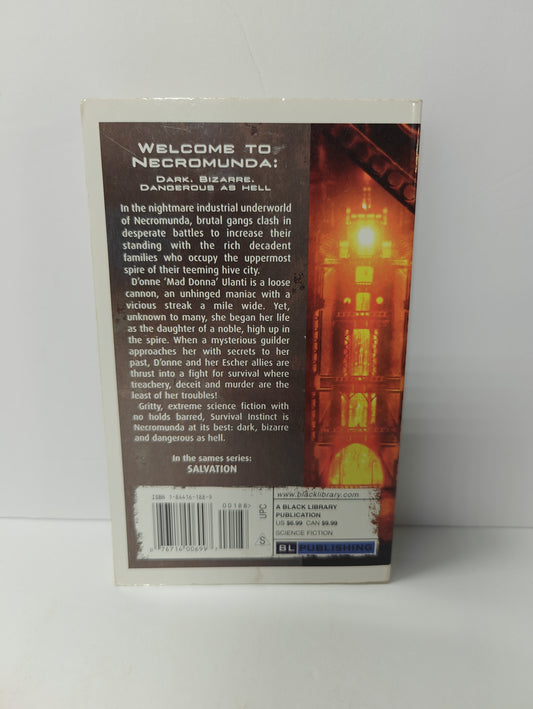 WELCOME TO
NECROMUNDA:
DARK. BIZARRE.
DANGEROUS AS HELL
In the nightmare industrial underworld
of Necromunda, brutal gangs clash in
desperate battles to increase their
standing with the rich decadent
families who occupy the uppermost
spire of their teeming hive city.
D'onne 'Mad Donna' Ulanti is a loose
cannon, an unhinged maniac with a
vicious streak a mile wide. Yet,
unknown to many, she began her life
as the daughter of a noble, high up in
the spire. When a mysterious guilder
approaches her with secrets to her
past, D'onne and her Escher allies are
thrust into a fight for survival where
treachery, deceit and murder are the
least of her troubles!
Gritty, extreme science fiction with
no holds barred, Survival Instinct is
Necromunda at its best: dark, bizarre
and dangerous as hell.
In the sames series:
SALVATION
ISBN 1-84416-188-9
00188>
UPC
S
www.blacklibrary.com
A BLACK LIBRARY
PUBLICATION
US $6.99 CAN $9.99
SCIENCE FICTION
BL PUBLISHING